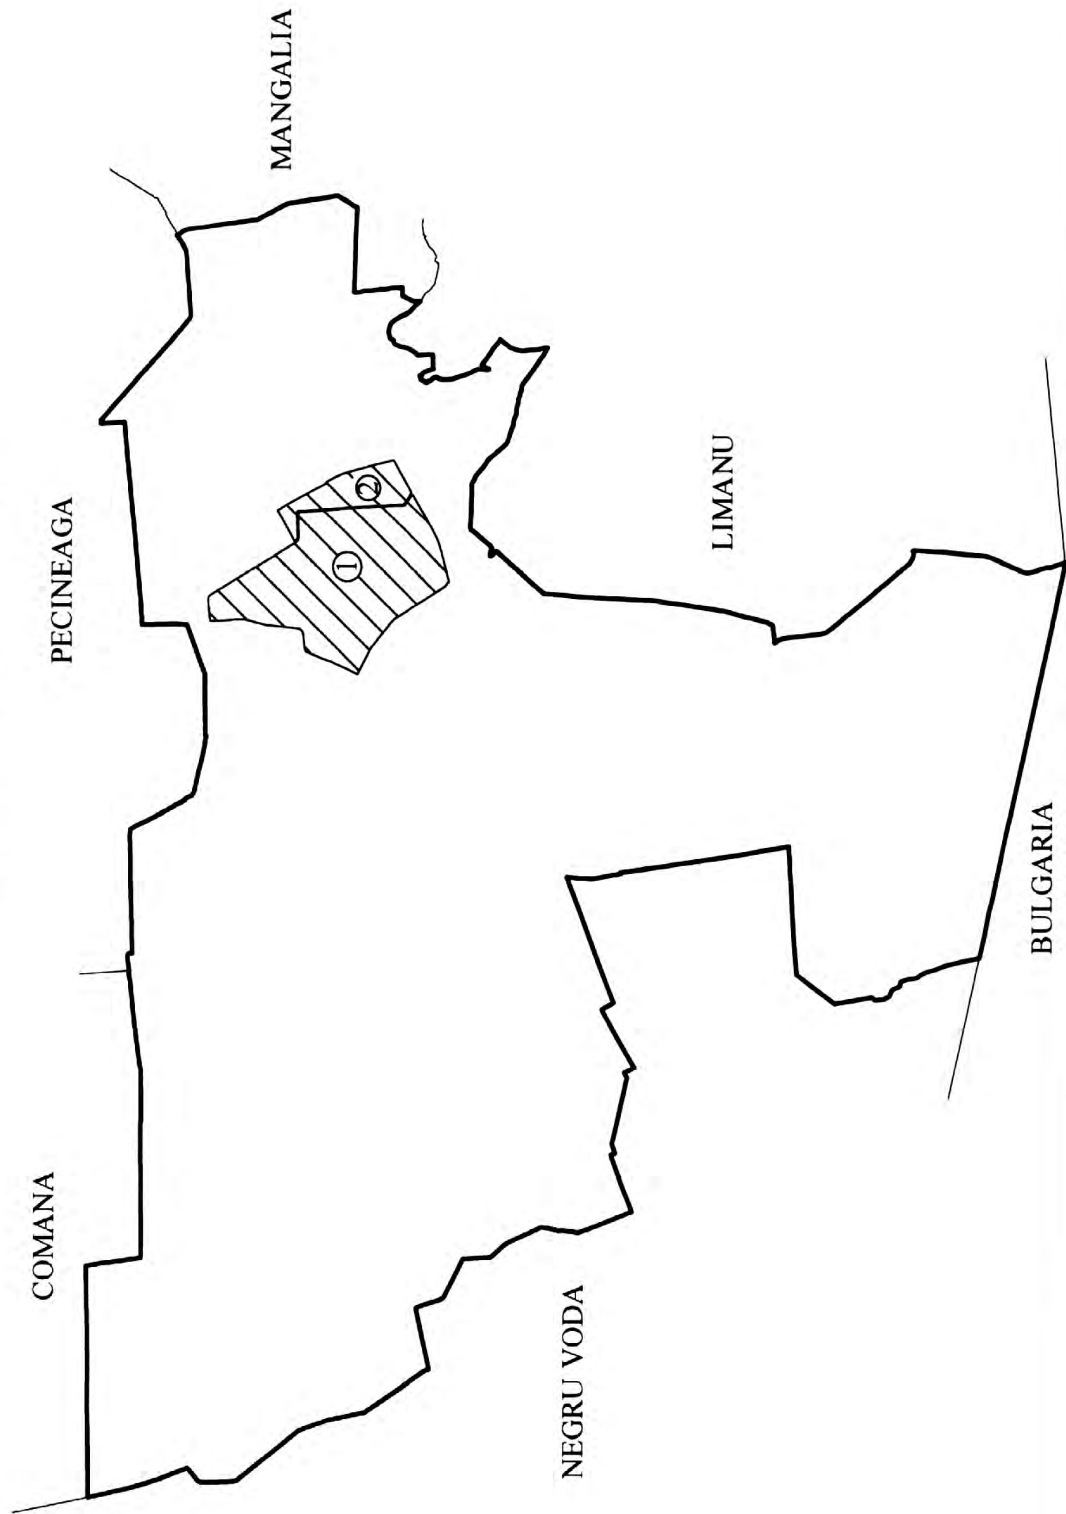 COMANA
PECINEAGA
MANGALIA
1
2
LIMANU
NEGRU VODA
BULGARIA